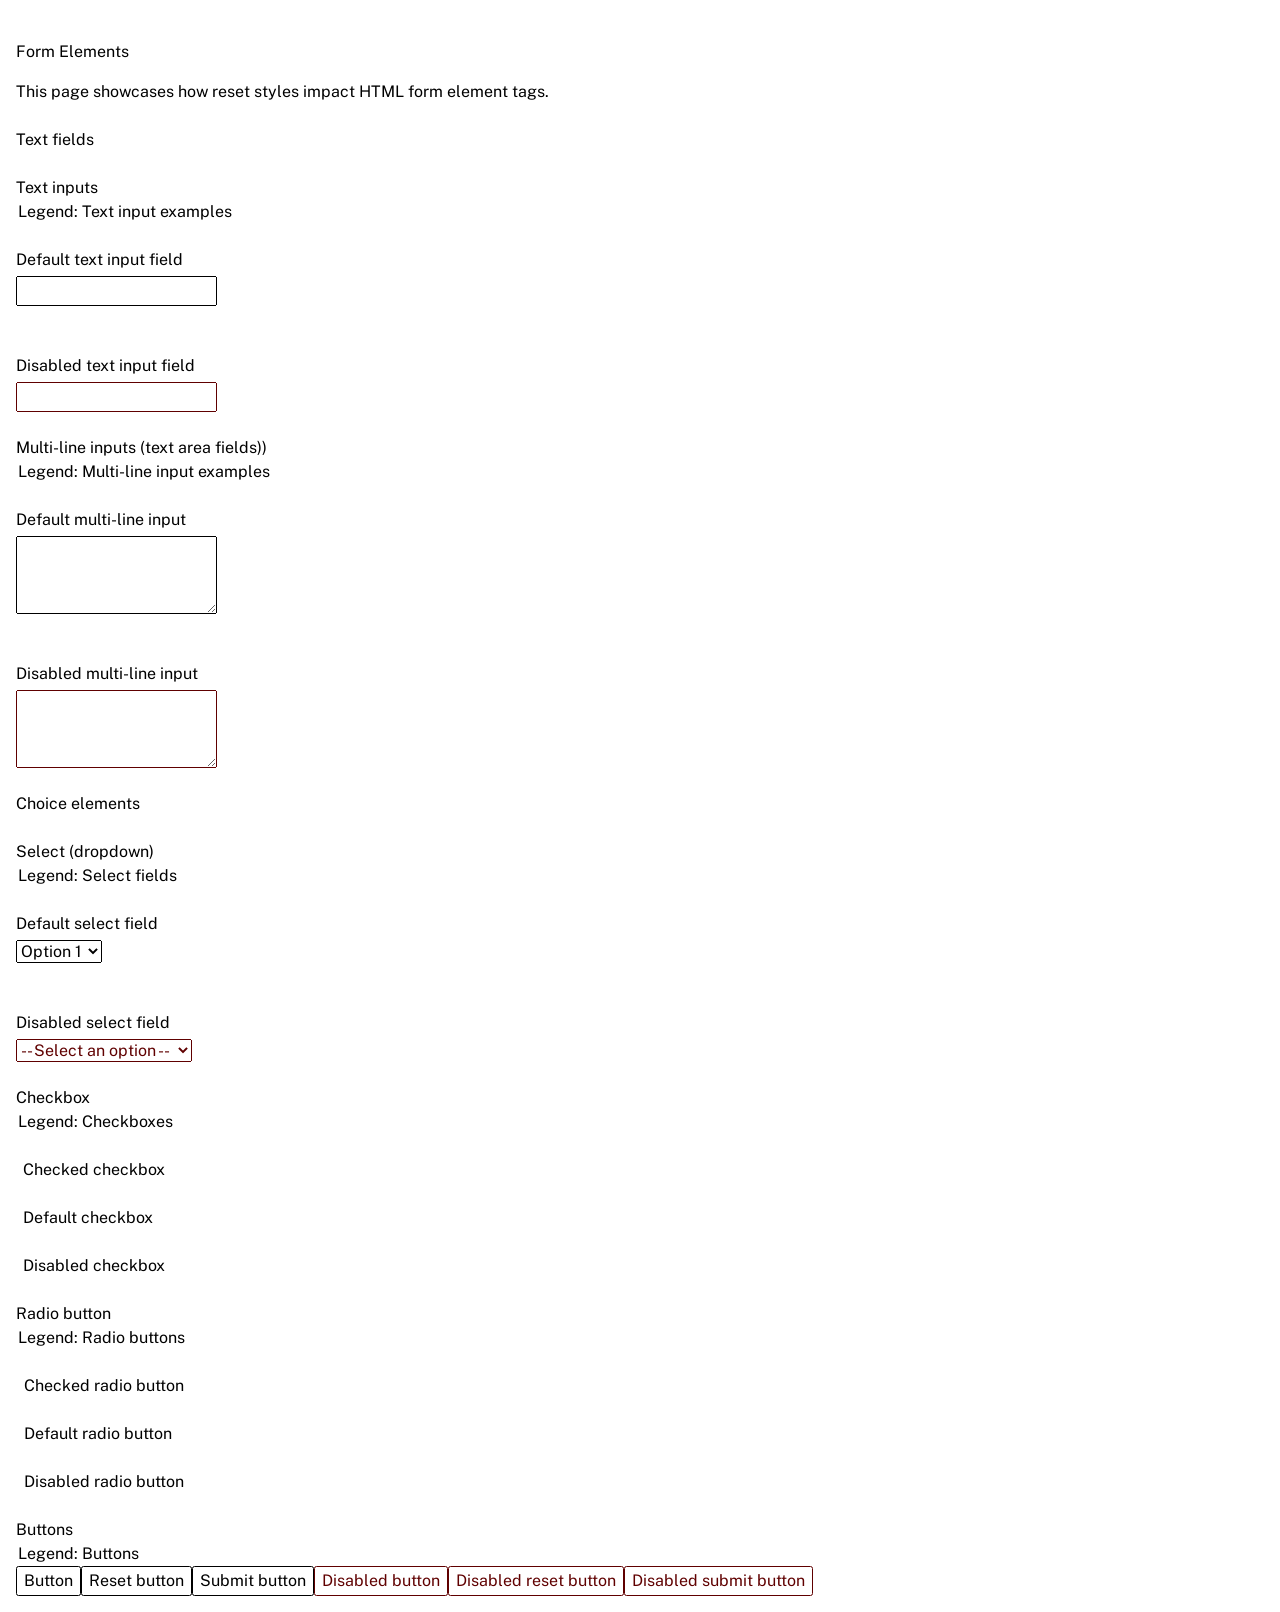 Form Elements
This page showcases how reset styles impact HTML form element tags.
Text fields
Text inputs
Legend: Text input examples
Default text input field
Disabled text input field
Multi-line inputs (text area fields))
Legend: Multi-line input examples
Default multi-line input
Disabled multi-line input
Choice elements
Select (dropdown)
Legend: Select fields
Default select field
Option 1
Disabled select field
--Select an option--
Checkbox
Legend: Checkboxes
Checked checkbox
Default checkbox
Disabled checkbox
Radio button
Legend: Radio buttons
Checked radio button
Default radio button
Disabled radio button
Buttons
Legend: Buttons
Button Reset button Submit button Disabled button Disabled reset button Disabled submit button